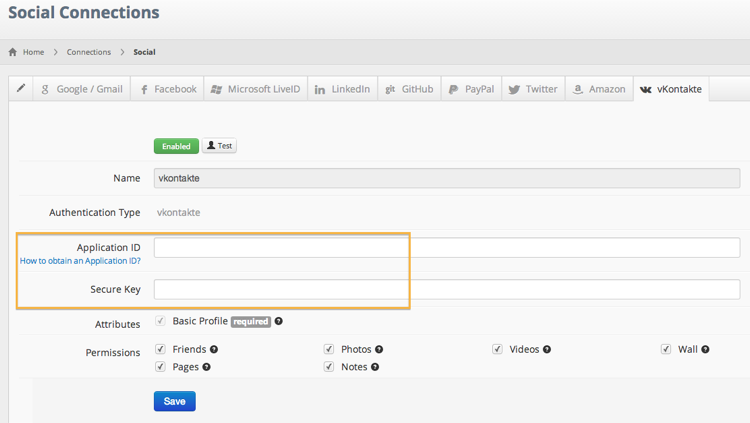 Social Connections
Home > Connections > Social
Google / Gmail Facebook Microsoft LiveID LinkedIn GitHub PayPal Twitter Amazon vKontakte
Enabled Test
Name vkontakte
Authentication Type vkontakte
Application ID
How to obtain an Application ID?
Secure Key
Attributes Basic Profile required
Permissions Friends Photos Videos Wall
Pages Notes
Save